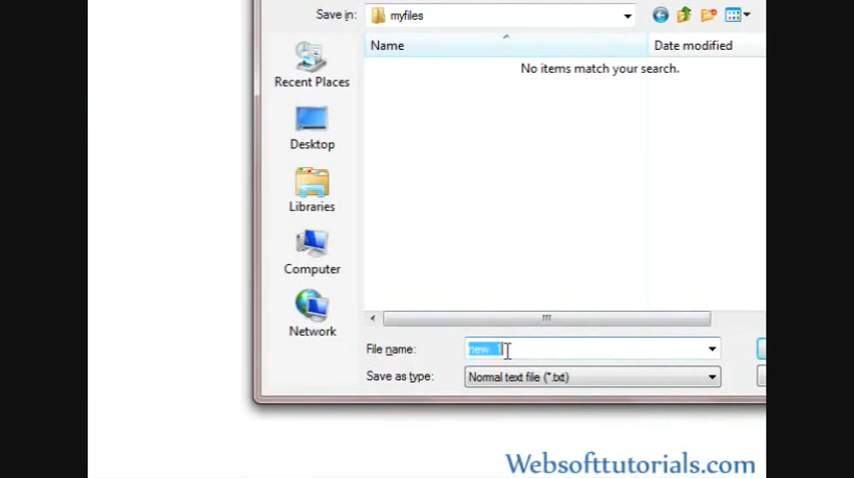 Save in: myfiles
Name Date modified
No items match your search.
Recent Places
Desktop
Libraries
Computer
Network
File name: new 1
Save as type: Normal text file (*.txt)
Websofttutorials.com